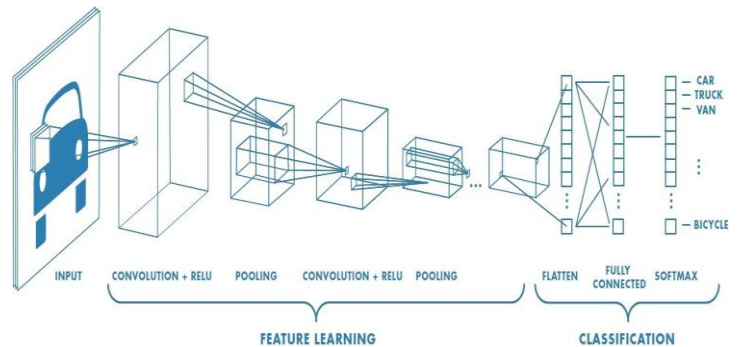 CAR
TRUCK
VAN
BICYCLE
INPUT
CONVOLUTION + RELU
POOLING
CONVOLUTION + RELU
POOLING
FLATTEN
FULLY
CONNECTED
SOFTMAX
FEATURE LEARNING
CLASSIFICATION